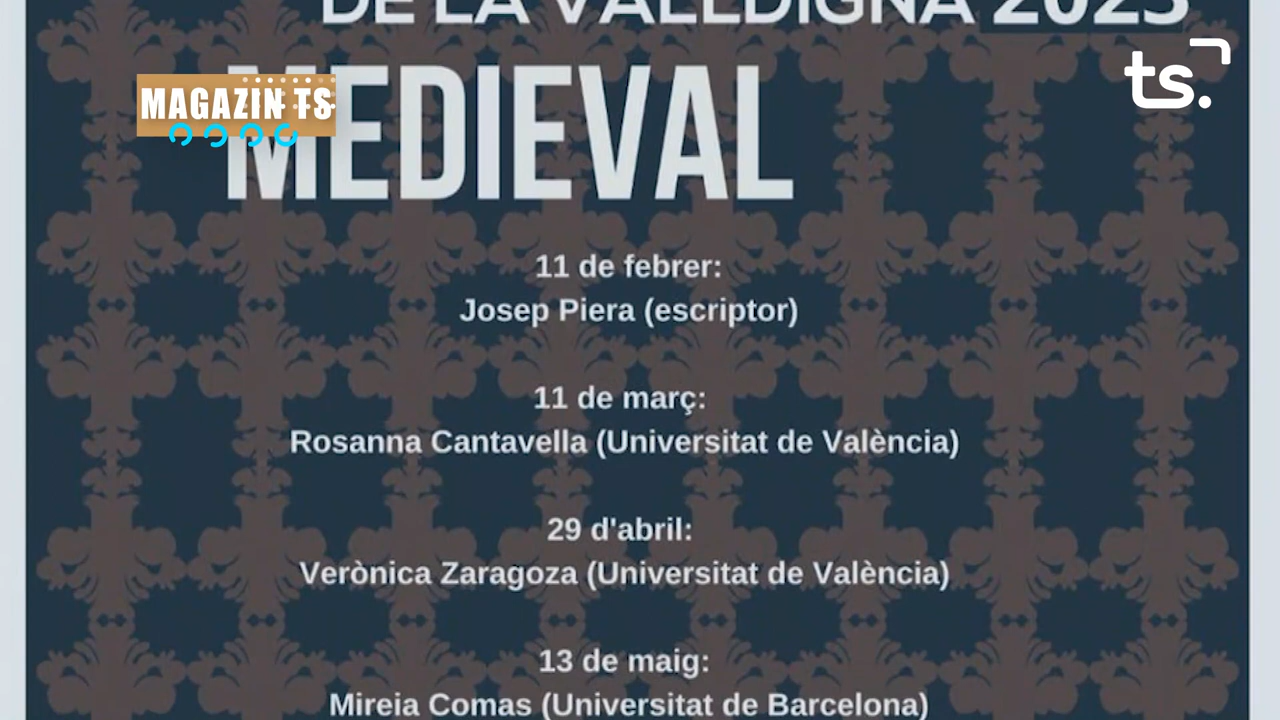 DE LA VALLDIGNA 2023
MAGAZIN TS
ts.
MEDIEVAL
11 de febrer:
Josep Piera (escriptor)
11 de març:
Rosanna Cantavella (Universitat de València)
29 d'abril:
Verònica Zaragoza (Universitat de València)
13 de maig:
Mireia Comas (Universitat de Barcelona)